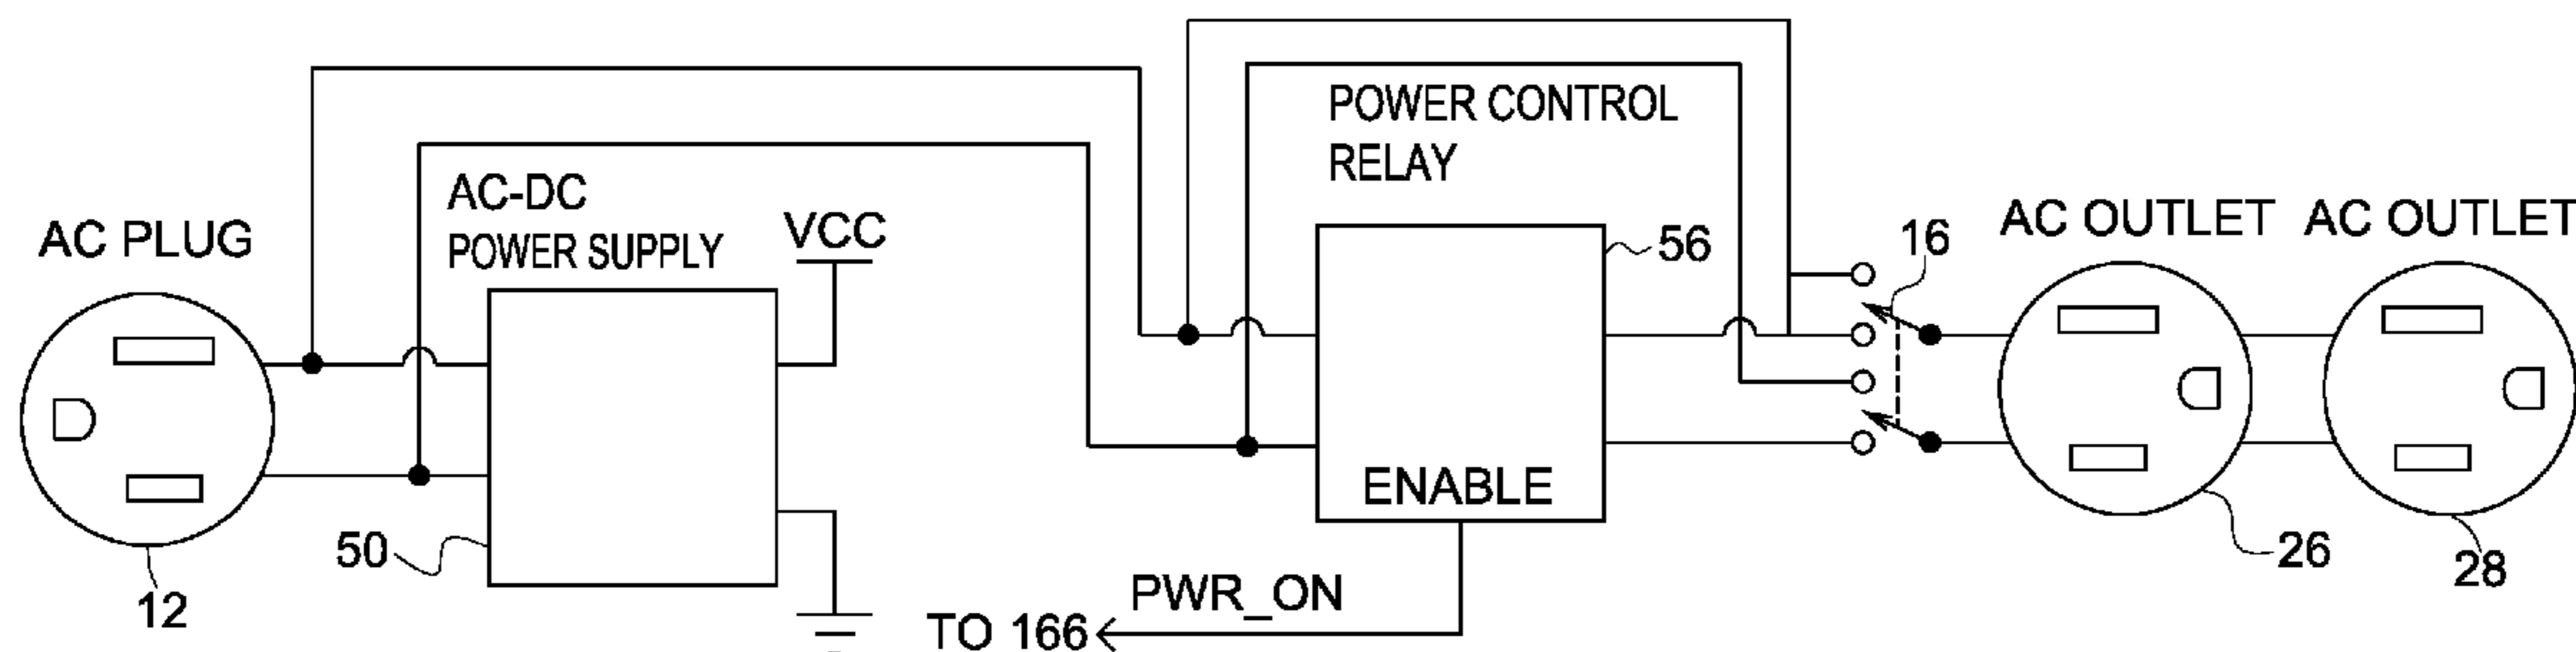 AC PLUG
12
AC-DC
POWER SUPPLY
50
VCC
POWER CONTROL
RELAY
56
ENABLE
PWR_ON
TO 166
16
AC OUTLET
26
AC OUTLET
28